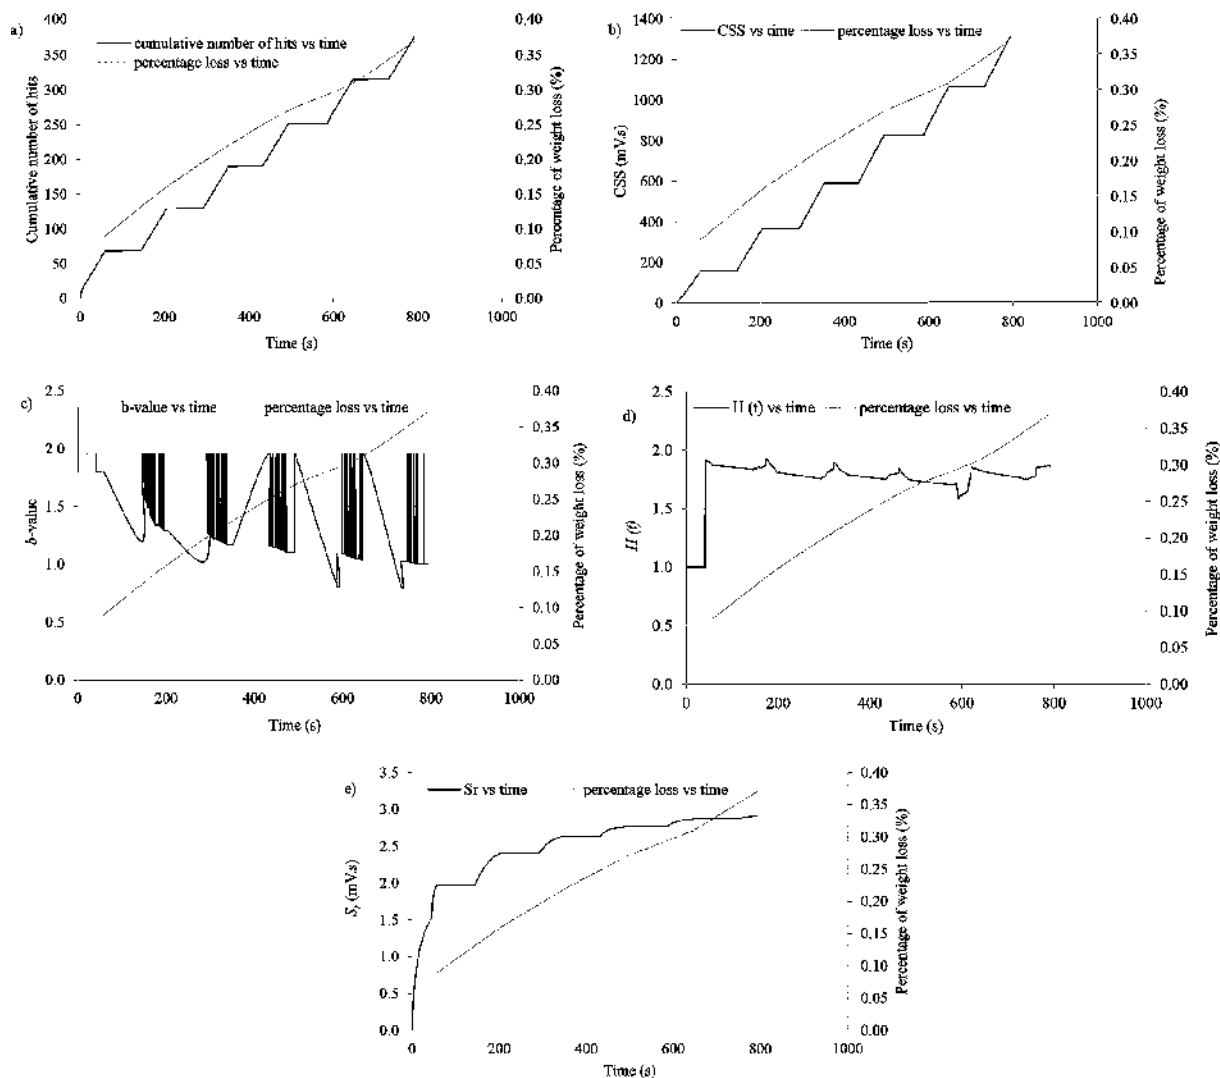 a)
cumulative number of hits vs time
percentage loss vs time
Cumulative number of hits
400
350
300
250
200
150
100
50
0
0.40
0.35
0.30
0.25
0.20
0.15
0.10
0.05
0.00
Percentage of weight loss (%)
0 200 400 600 800 1000
Time (s)
b)
CSS vs time percentage loss vs time
CSS (mV.s)
1400
1200
1000
800
600
400
200
0
0.40
0.35
0.30
0.25
0.20
0.15
0.10
0.05
0.00
Percentage of weight loss (%)
0 200 400 600 800 1000
Time (s)
c)
b-value vs time percentage loss vs time
b-value
2.5
2.0
1.5
1.0
0.5
0.0
0.40
0.35
0.30
0.25
0.20
0.15
0.10
0.05
0.00
Percentage of weight loss (%)
0 200 400 600 800 1000
Time (s)
d)
H (t) vs time percentage loss vs time
H (t)
2.5
2.0
1.5
1.0
0.5
0.0
0.40
0.35
0.30
0.25
0.20
0.15
0.10
0.05
0.00
Percentage of weight loss (%)
0 200 400 600 800 1000
Time (s)
e)
Sr vs time percentage loss vs time
Sr (mV.s)
3.5
3.0
2.5
2.0
1.5
1.0
0.5
0.0
0.40
0.35
0.30
0.25
0.20
0.15
0.10
0.05
0.00
Percentage of weight loss (%)
0 200 400 600 800 1000
Time (s)